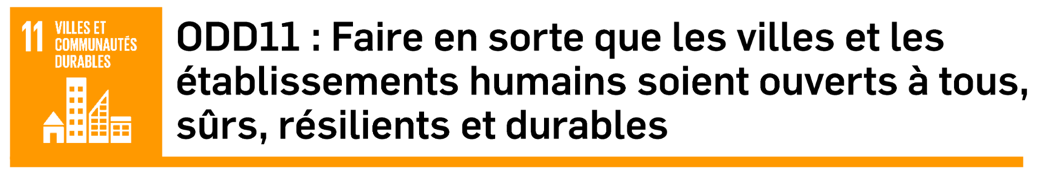 11 VILLES ET
COMMUNAUTÉS
DURABLES
ODD11 : Faire en sorte que les villes et les
établissements humains soient ouverts à tous,
sûrs, résilients et durables